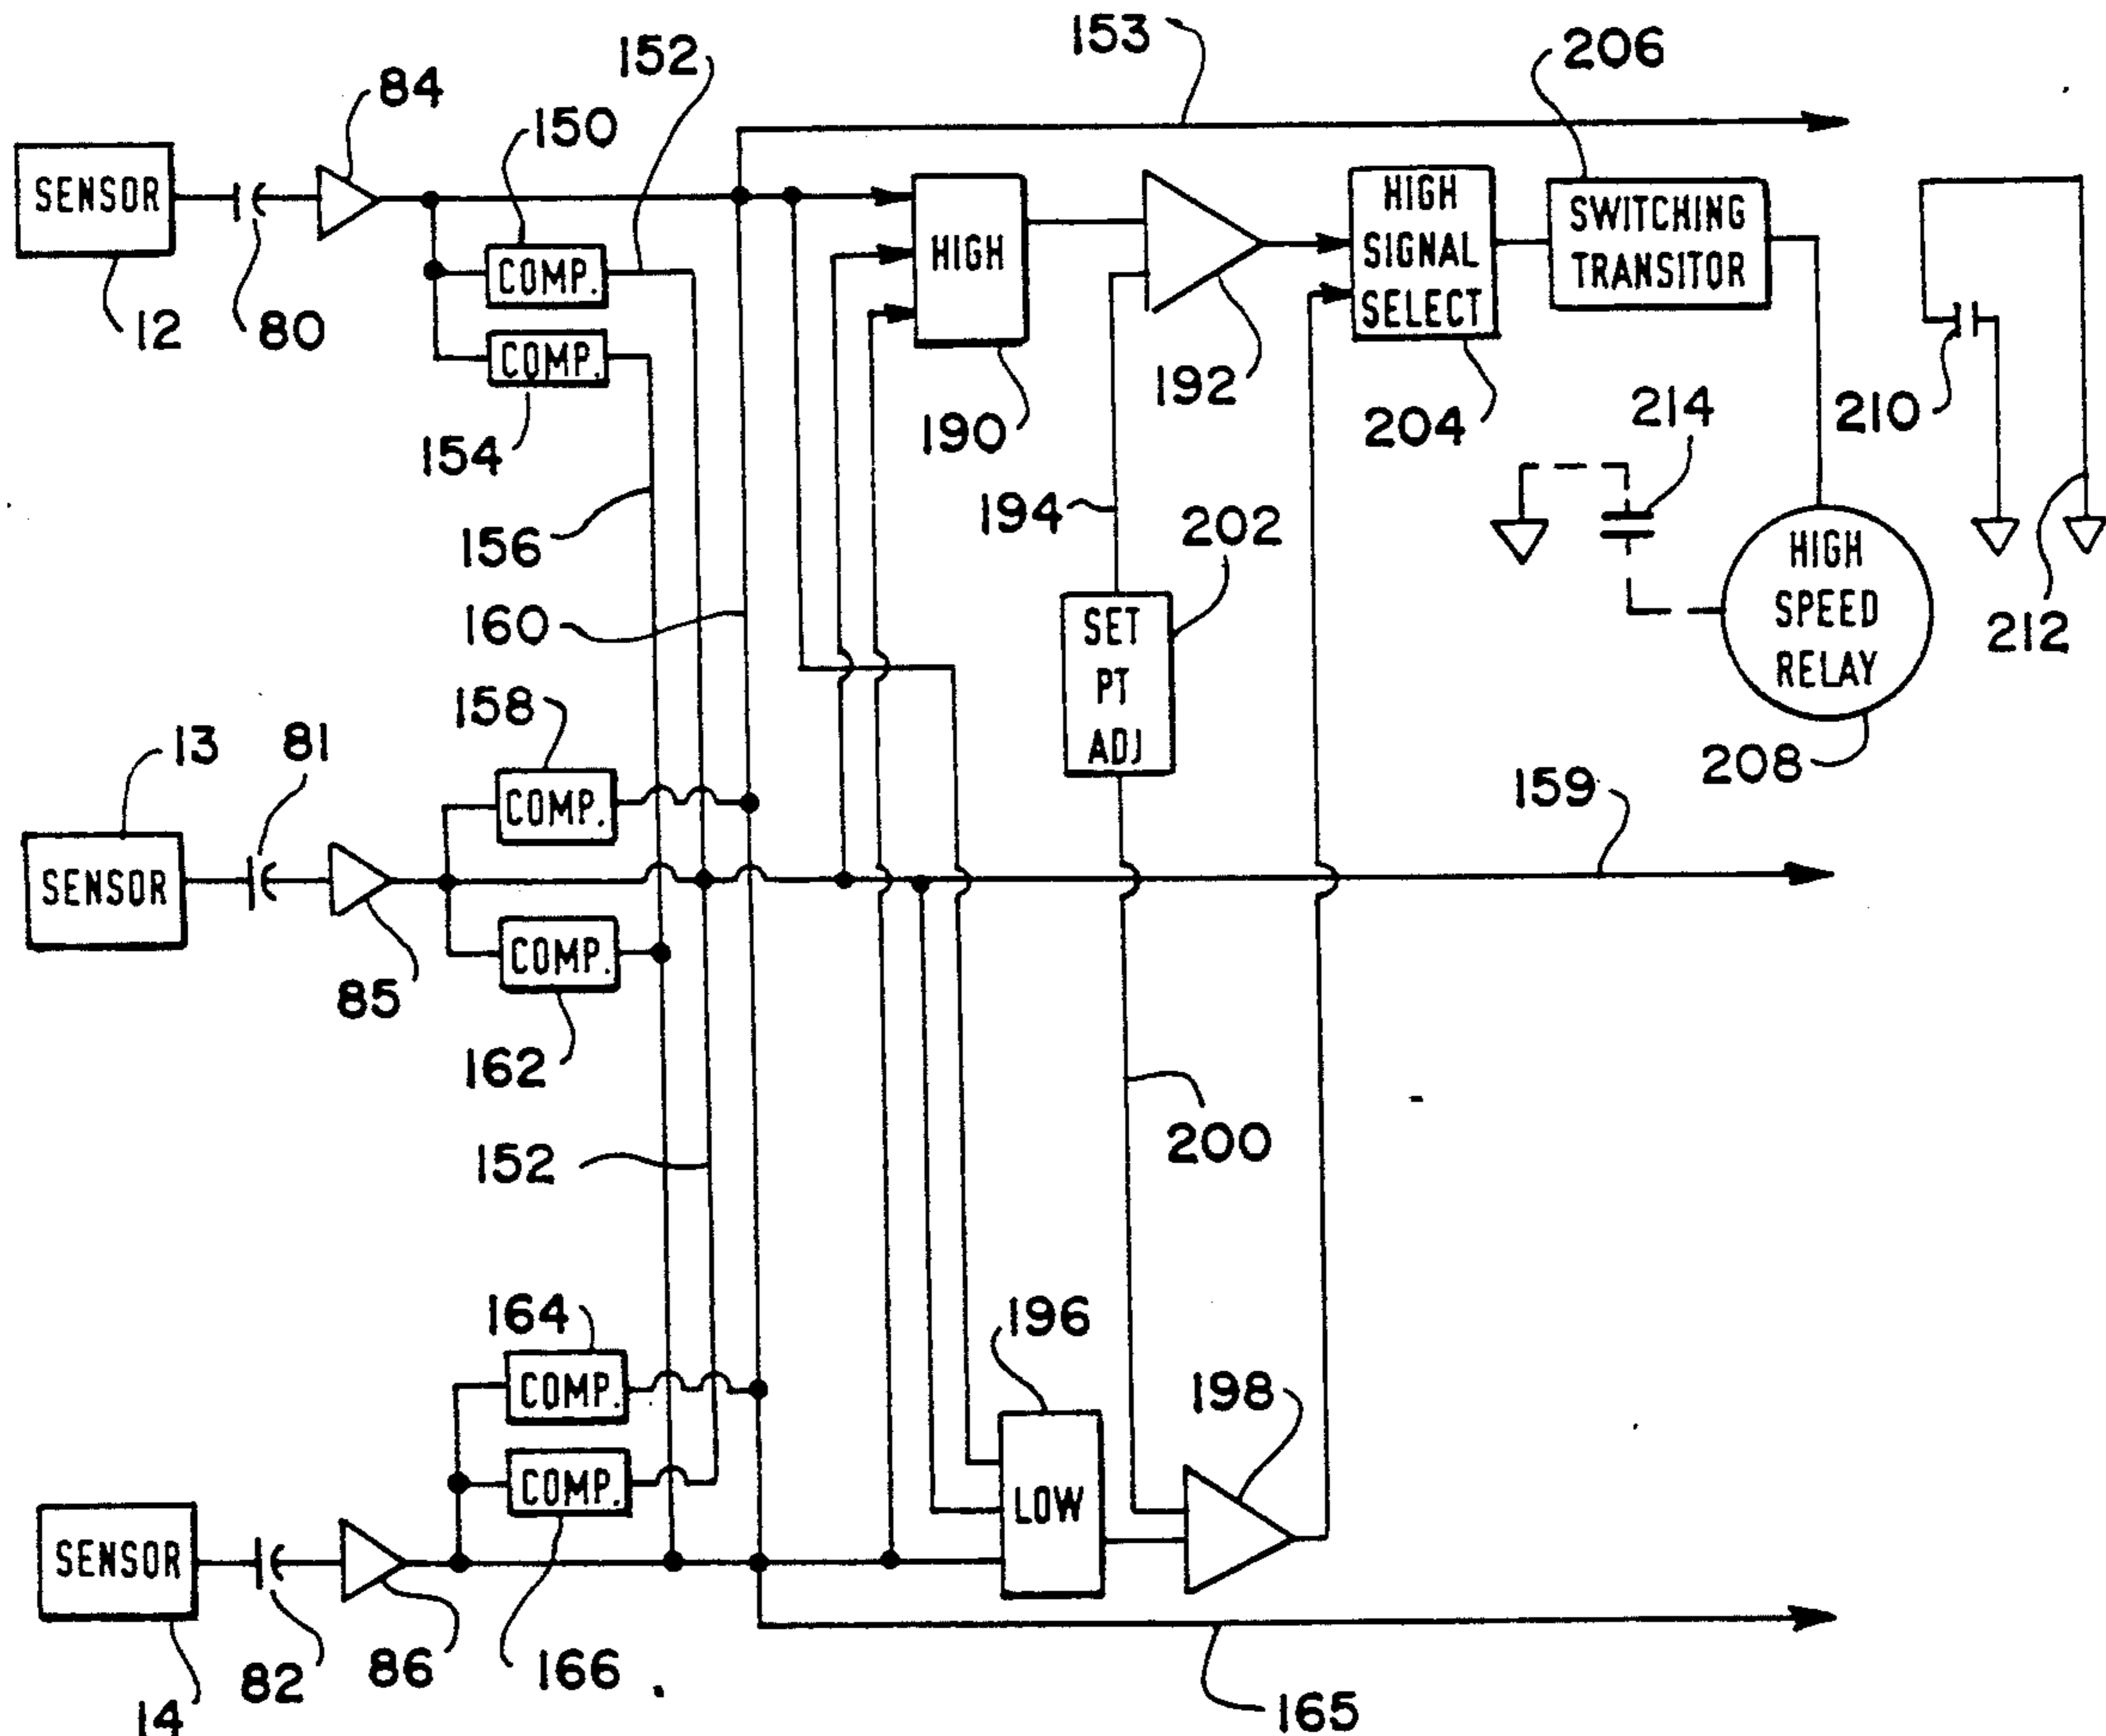 153
206
152
84
150
SENSOR
COMP.
HIGH
HIGH
SIGNAL
SELECT
SWITCHING
TRANSITOR
12
80
COMP.
192
210
154
190
204
214
194
202
156
HIGH
SPEED
RELAY
160
SET
PT
ADJ
212
158
13
81
208
COMP.
159
SENSOR
COMP.
85
162
200
152
164
196
COMP.
198
COMP.
LOW
SENSOR
86
166
82
14
165